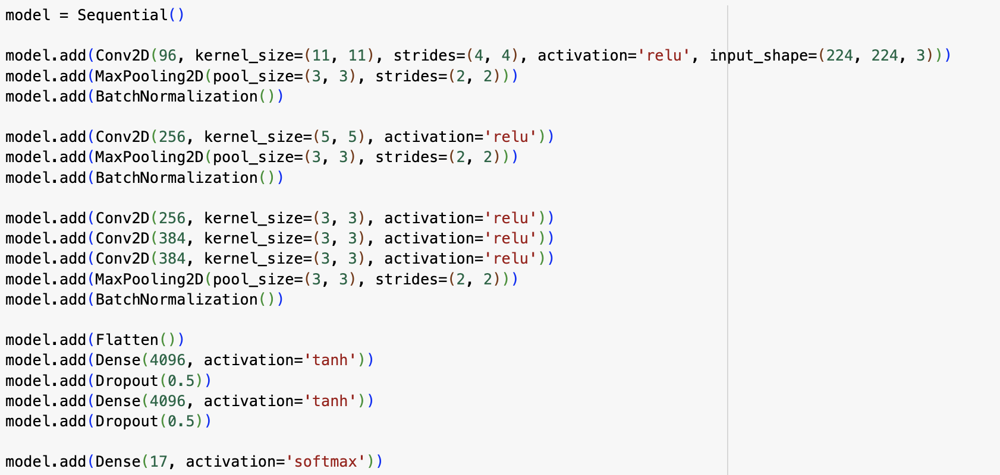 model = Sequential()
model.add(Conv2D(96, kernel_size=(11, 11), strides=(4, 4), activation='relu', input_shape=(224, 224, 3)))
model.add(MaxPooling2D(pool_size=(3, 3), strides=(2, 2)))
model.add(BatchNormalization())
model.add(Conv2D(256, kernel_size=(5, 5), activation='relu'))
model.add(MaxPooling2D(pool_size=(3, 3), strides=(2, 2)))
model.add(BatchNormalization())
model.add(Conv2D(256, kernel_size=(3, 3), activation='relu'))
model.add(Conv2D(384, kernel_size=(3, 3), activation='relu'))
model.add(Conv2D(384, kernel_size=(3, 3), activation='relu'))
model.add(MaxPooling2D(pool_size=(3, 3), strides=(2, 2)))
model.add(BatchNormalization())
model.add(Flatten())
model.add(Dense(4096, activation='tanh'))
model.add(Dropout(0.5))
model.add(Dense(4096, activation='tanh'))
model.add(Dropout(0.5))
model.add(Dense(17, activation='softmax'))